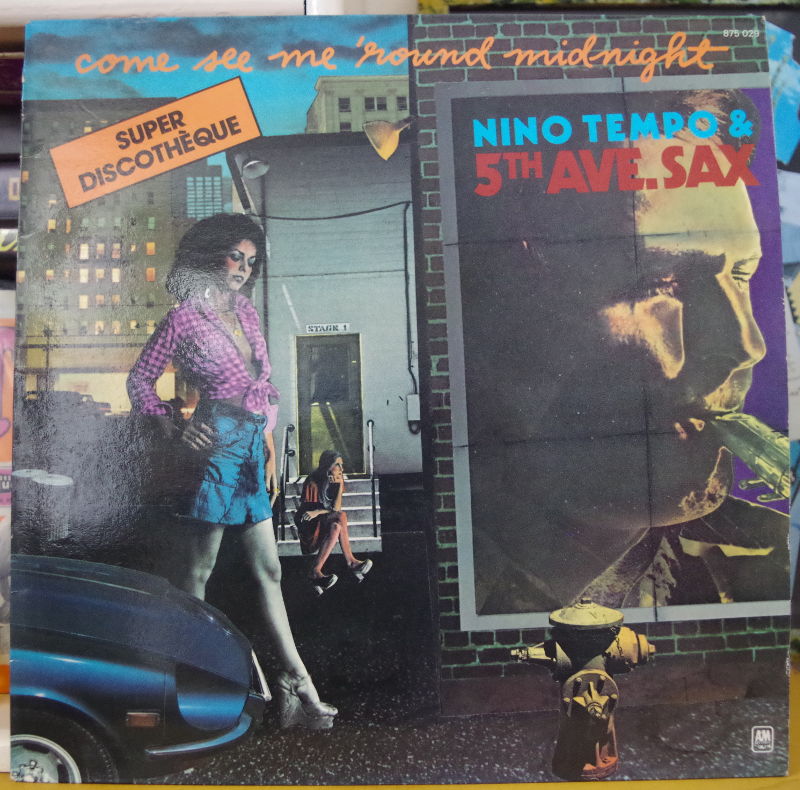 come see me 'round midnight
875 029
SUPER
DISCOTHÈQUE
NINO TEMPO &
5TH AVE. SAX
STAGE 1
A&M